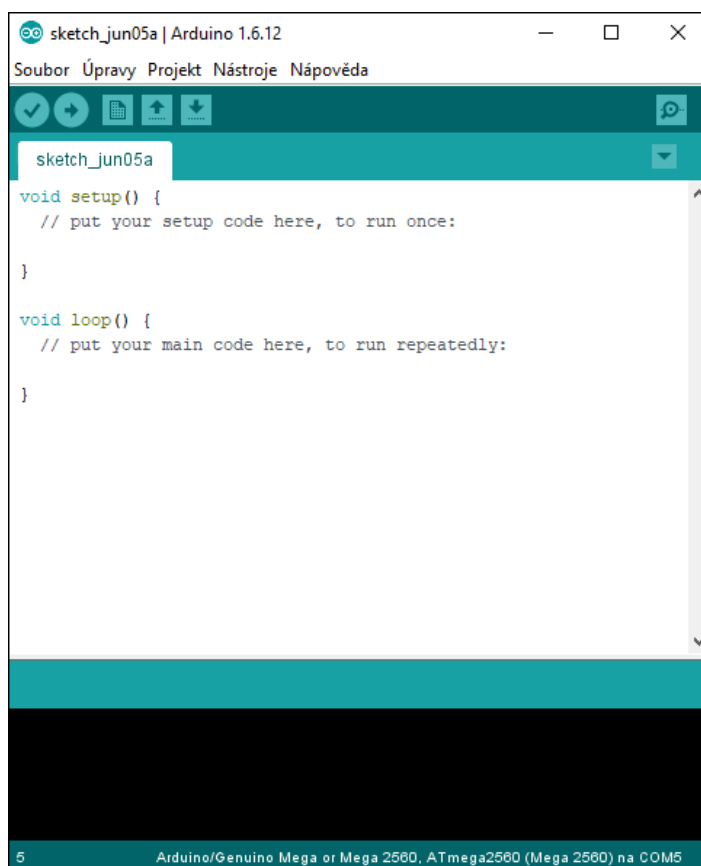 sketch_jun05a | Arduino 1.6.12
Soubor Úpravy Projekt Nástroje Nápověda
sketch_jun05a
void setup() {
  // put your setup code here, to run once:
}
void loop() {
  // put your main code here, to run repeatedly:
}
5 Arduino/Genuino Mega or Mega 2560, ATmega2560 (Mega 2560) na COM5